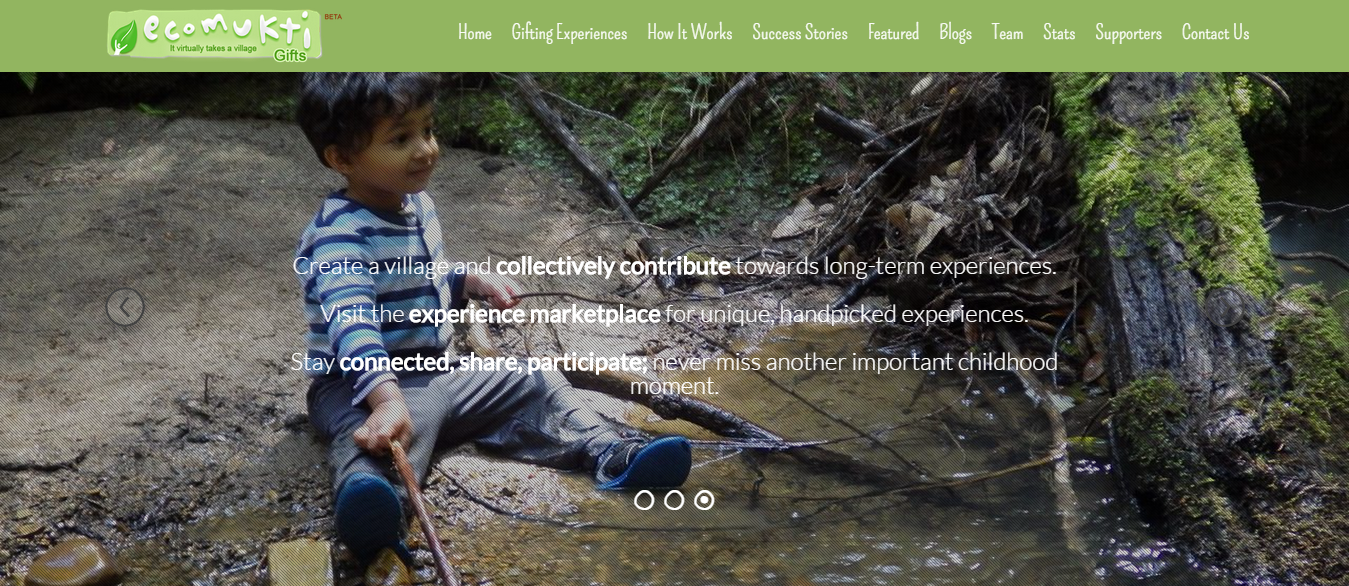 ecomukti
BETA
It virtually takes a village
Gifts
Home Gifting Experiences How It Works Success Stories Featured Blogs Team Stats Supporters Contact Us
Create a village and collectively contribute towards long-term experiences.
Visit the experience marketplace for unique, handpicked experiences.
Stay connected, share, participate; never miss another important childhood
moment.